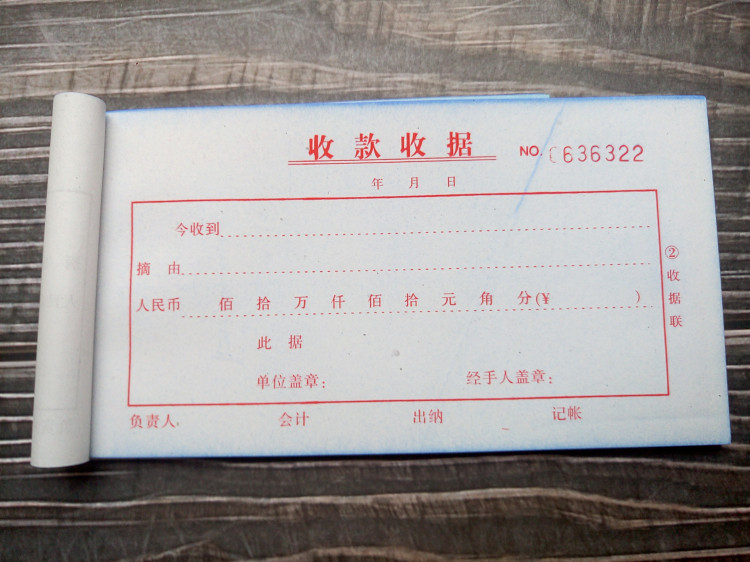 收款收据
NO. 0636322
年 月 日
今收到
摘 由
人民币 佰 拾 万 仟 佰 拾 元 角 分(¥ )
此 据
单位盖章: 经手人盖章:
②收据联
负责人 会计 出纳 记帐